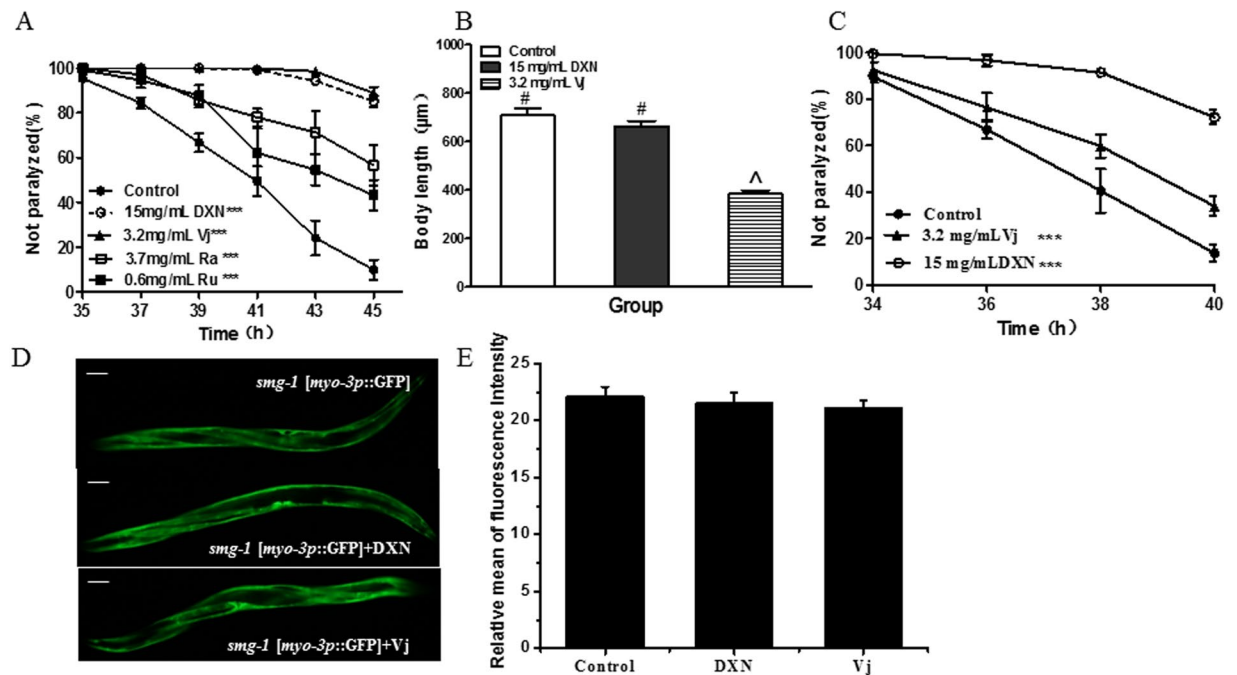 A
Not paralyzed(%)
100
80
60
40
20
0
Control
15mg/mL DXN***
3.2mg/mL Vj***
3.7mg/mL Ra ***
0.6mg/mL Ru ***
35 37 39 41 43 45
Time (h)
B
Body length (μm)
1000
800
600
400
200
0
Control
15 mg/mL DXN
3.2 mg/mL Vj
# # ^
Group
C
Not paralyzed(%)
100
80
60
40
20
0
Control
3.2 mg/mLVj ***
15 mg/mLDXN ***
34 36 38 40
Time (h)
D
smg-1 [myo-3p::GFP]
smg-1 [myo-3p::GFP]+DXN
smg-1 [myo-3p::GFP]+Vj
E
Relative mean of fluorescence Intensity
25
20
15
10
5
0
Control DXN Vj